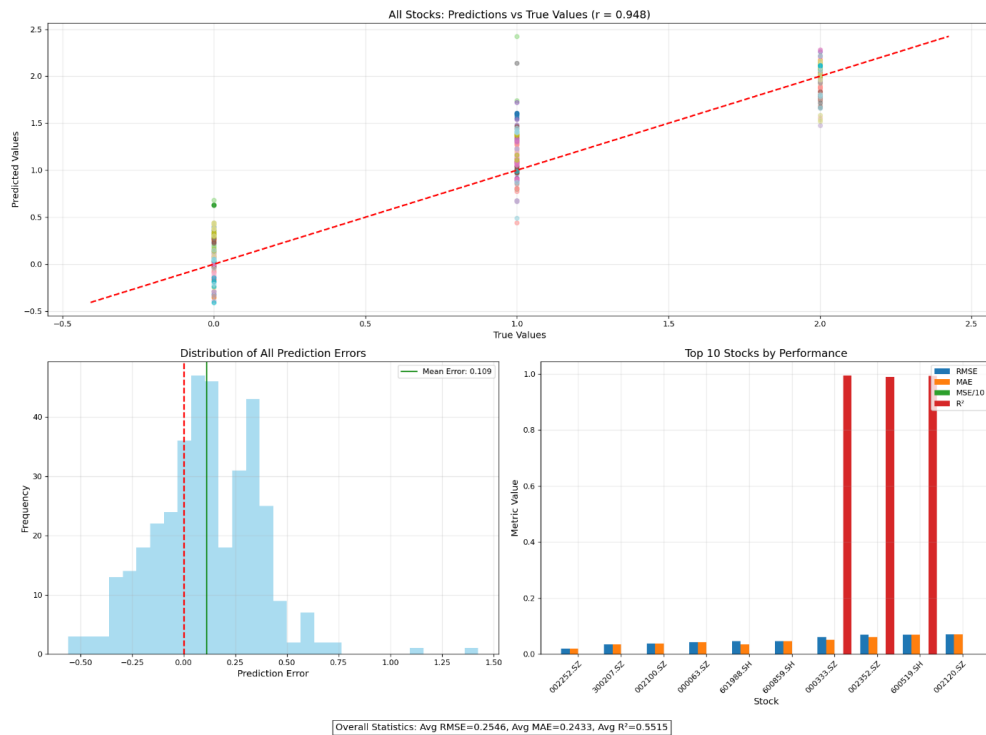 All Stocks: Predictions vs True Values (r = 0.948)
2.5
2.0
1.5
1.0
0.5
0.0
−0.5
Predicted Values
−0.5
0.0
0.5
1.0
1.5
2.0
2.5
True Values
Distribution of All Prediction Errors
Mean Error: 0.109
40
30
20
10
0
Frequency
−0.50
−0.25
0.00
0.25
0.50
0.75
1.00
1.25
1.50
Prediction Error
Top 10 Stocks by Performance
RMSE
MAE
MSE/10
R²
1.0
0.8
0.6
0.4
0.2
0.0
Metric Value
002252.SZ
300207.SZ
002100.SZ
000063.SZ
601988.SH
600859.SH
000333.SZ
002352.SZ
600519.SH
002120.SZ
Stock
Overall Statistics: Avg RMSE=0.2546, Avg MAE=0.2433, Avg R²=0.5515